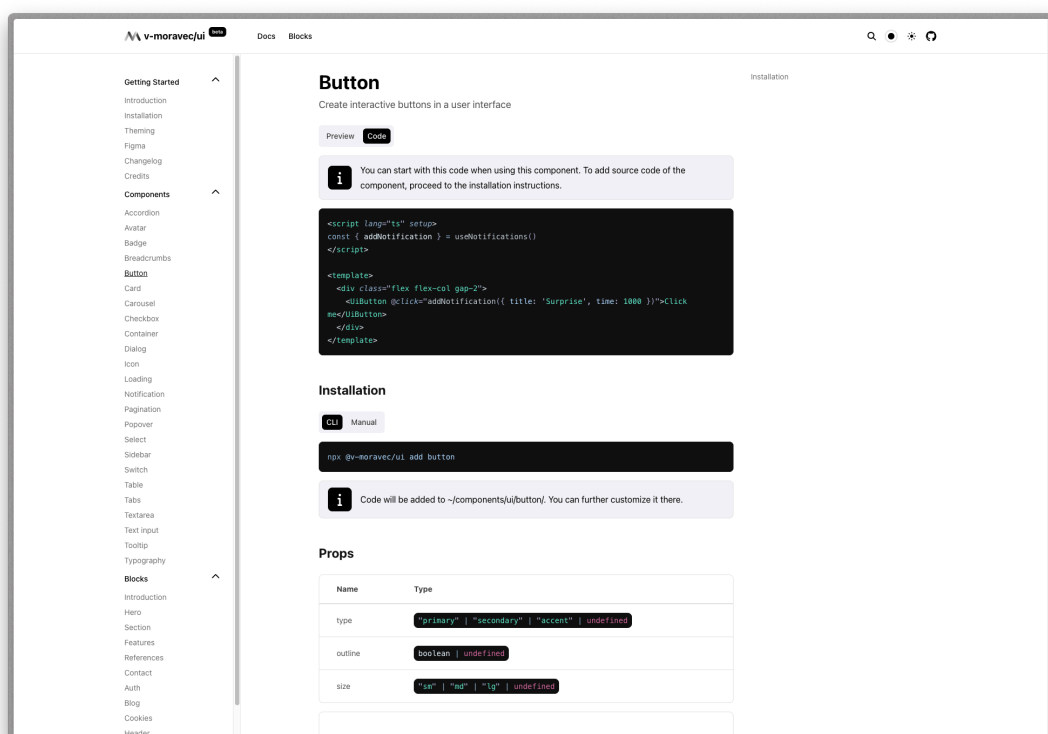 v-moravec/ui beta
Docs Blocks
Getting Started
Introduction
Installation
Theming
Figma
Changelog
Credits
Components
Accordion
Avatar
Badge
Breadcrumbs
Button
Card
Carousel
Checkbox
Container
Dialog
Icon
Loading
Notification
Pagination
Popover
Select
Sidebar
Switch
Table
Tabs
Textarea
Text input
Tooltip
Typography
Blocks
Introduction
Hero
Section
Features
References
Contact
Auth
Blog
Cookies
Header
Button
Create interactive buttons in a user interface
Preview Code
You can start with this code when using this component. To add source code of the
component, proceed to the installation instructions.
<script lang="ts" setup>
const { addNotification } = useNotifications()
</script>
<template>
<div class="flex flex-col gap-2">
<UiButton @click="addNotification({ title: 'Surprise', time: 1000 })">Click
me</UiButton>
</div>
</template>
Installation
CLI Manual
npx @v-moravec/ui add button
Code will be added to ~/components/ui/button/. You can further customize it there.
Props
Name Type
type "primary" | "secondary" | "accent" | undefined
outline boolean | undefined
size "sm" | "md" | "lg" | undefined
Installation